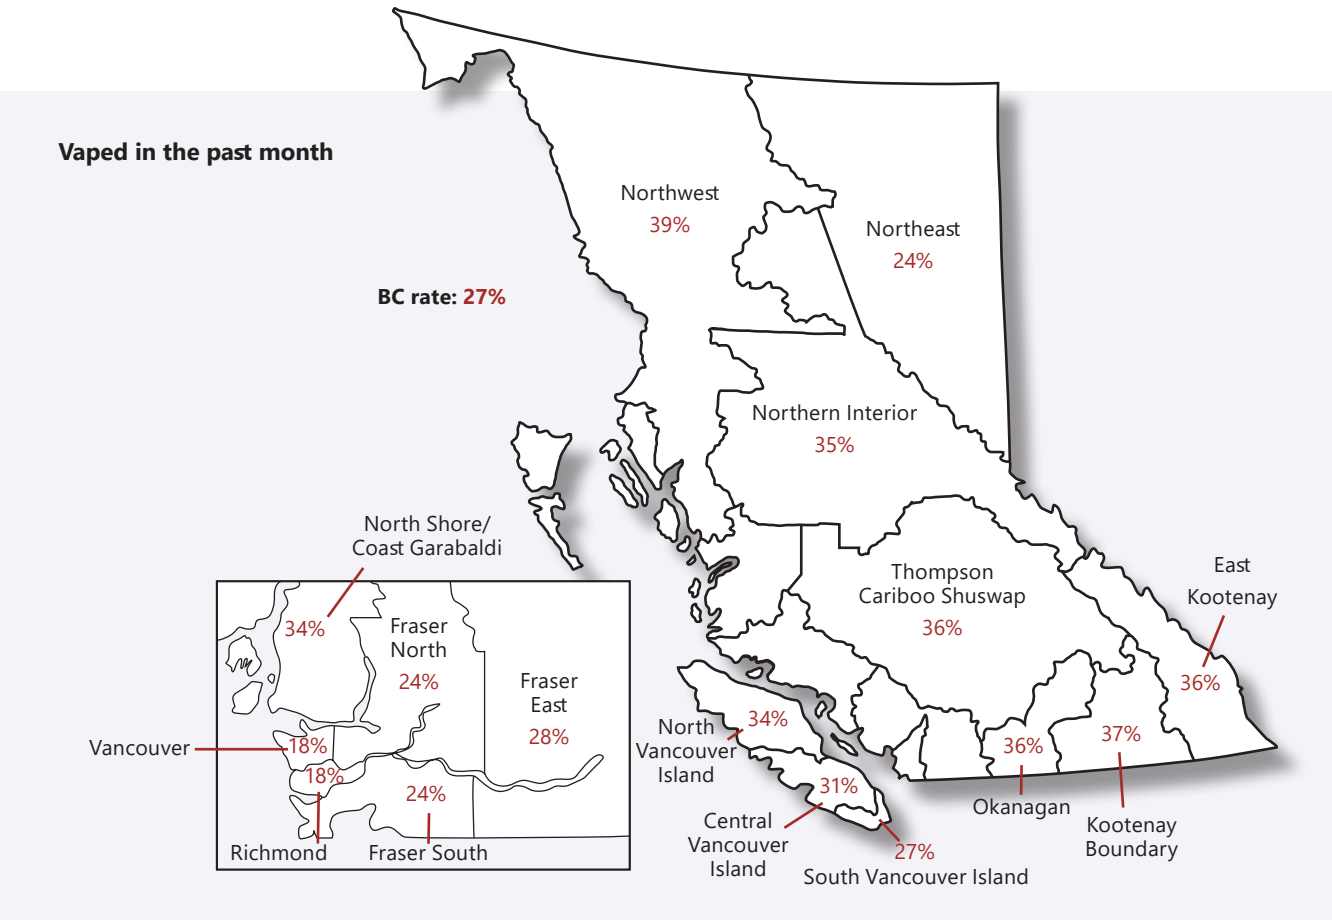 Vaped in the past month
Northwest
39%
Northeast
24%
BC rate: 27%
Northern Interior
35%
North Shore/
Coast Garabaldi
34%
Thompson
Cariboo Shuswap
36%
East
Kootenay
36%
Fraser
North
24%
Fraser
East
28%
Vancouver
18%
18%
Richmond
24%
Fraser South
North
Vancouver
Island
34%
31%
Central
Vancouver
Island
27%
South Vancouver Island
36%
Okanagan
37%
Kootenay
Boundary